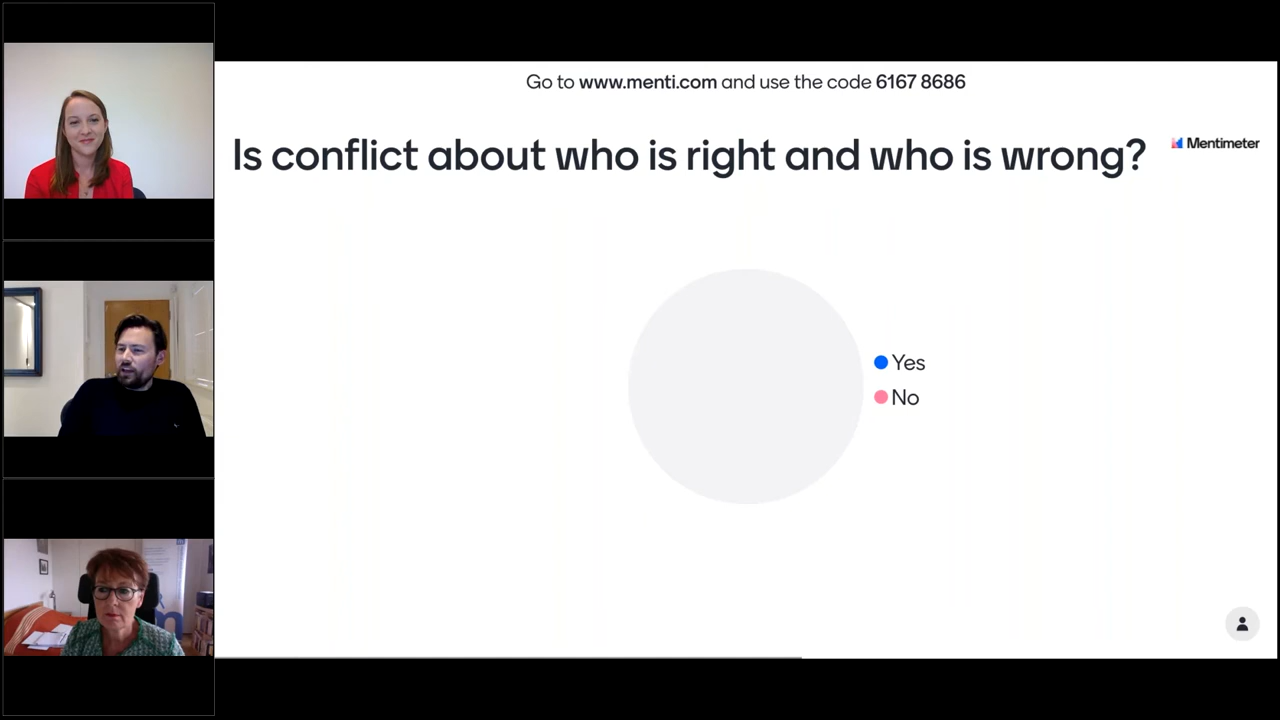 Go to www.menti.com and use the code 6167 8686
Is conflict about who is right and who is wrong?
Mentimeter
Yes
No